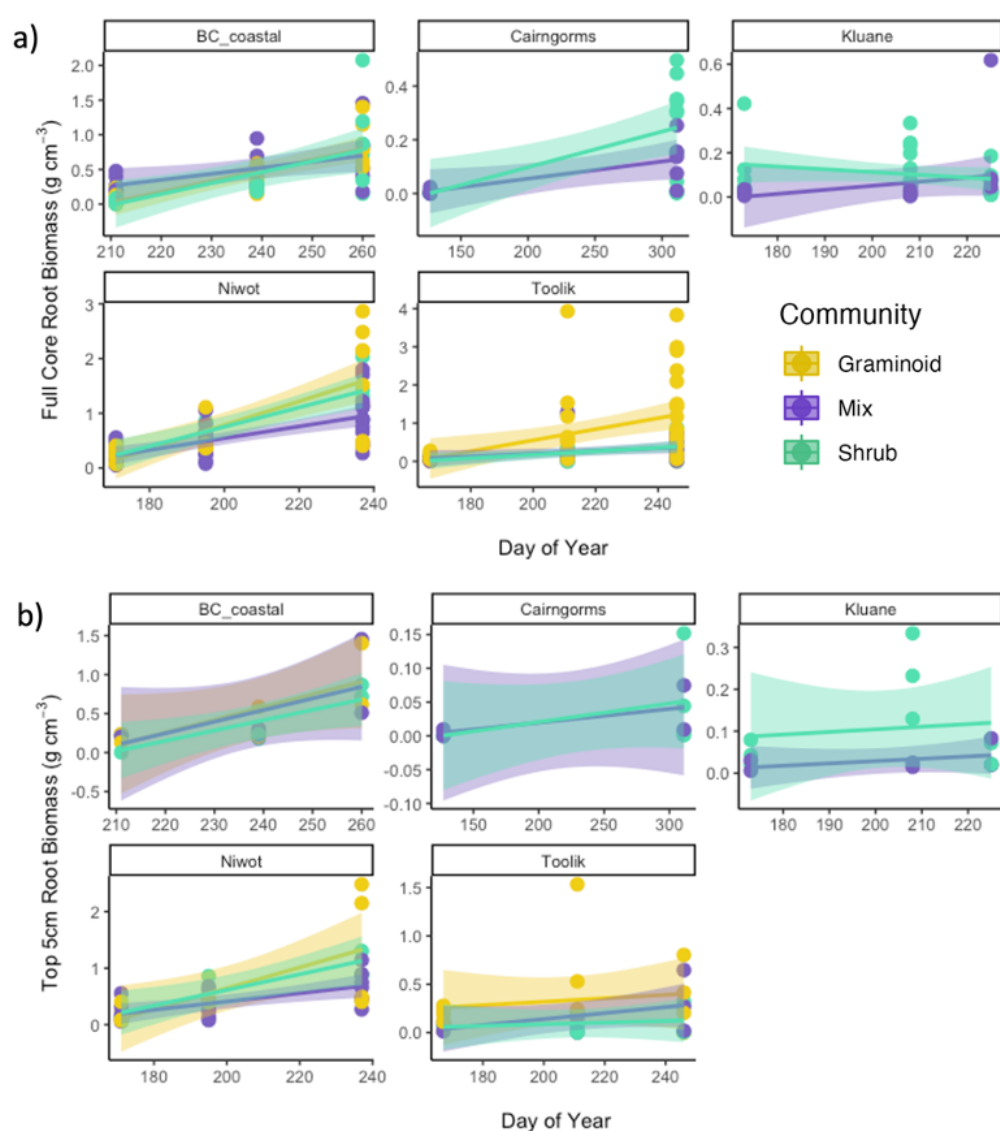 a)
BC_coastal
Cairngorms
Kluane
Full Core Root Biomass (g cm⁻³)
2.0
1.5
1.0
0.5
0.0
210 220 230 240 250 260
0.4
0.2
0.0
150 200 250 300
0.6
0.4
0.2
0.0
180 190 200 210 220
Niwot
Toolik
3
2
1
0
180 200 220 240
4
3
2
1
0
180 200 220 240
Community
Graminoid
Mix
Shrub
Day of Year
b)
BC_coastal
Cairngorms
Kluane
Top 5cm Root Biomass (g cm⁻³)
1.5
1.0
0.5
0.0
-0.5
210 220 230 240 250 260
0.15
0.10
0.05
0.00
-0.05
-0.10
150 200 250 300
0.3
0.2
0.1
0.0
180 190 200 210 220
Niwot
Toolik
2
1
0
180 200 220 240
1.5
1.0
0.5
0.0
180 200 220 240
Day of Year